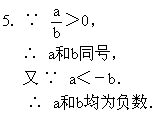 5. ∵ a/b>0,
∴ a和b同号,
又∵ a<-b.
∴ a和b均为负数.